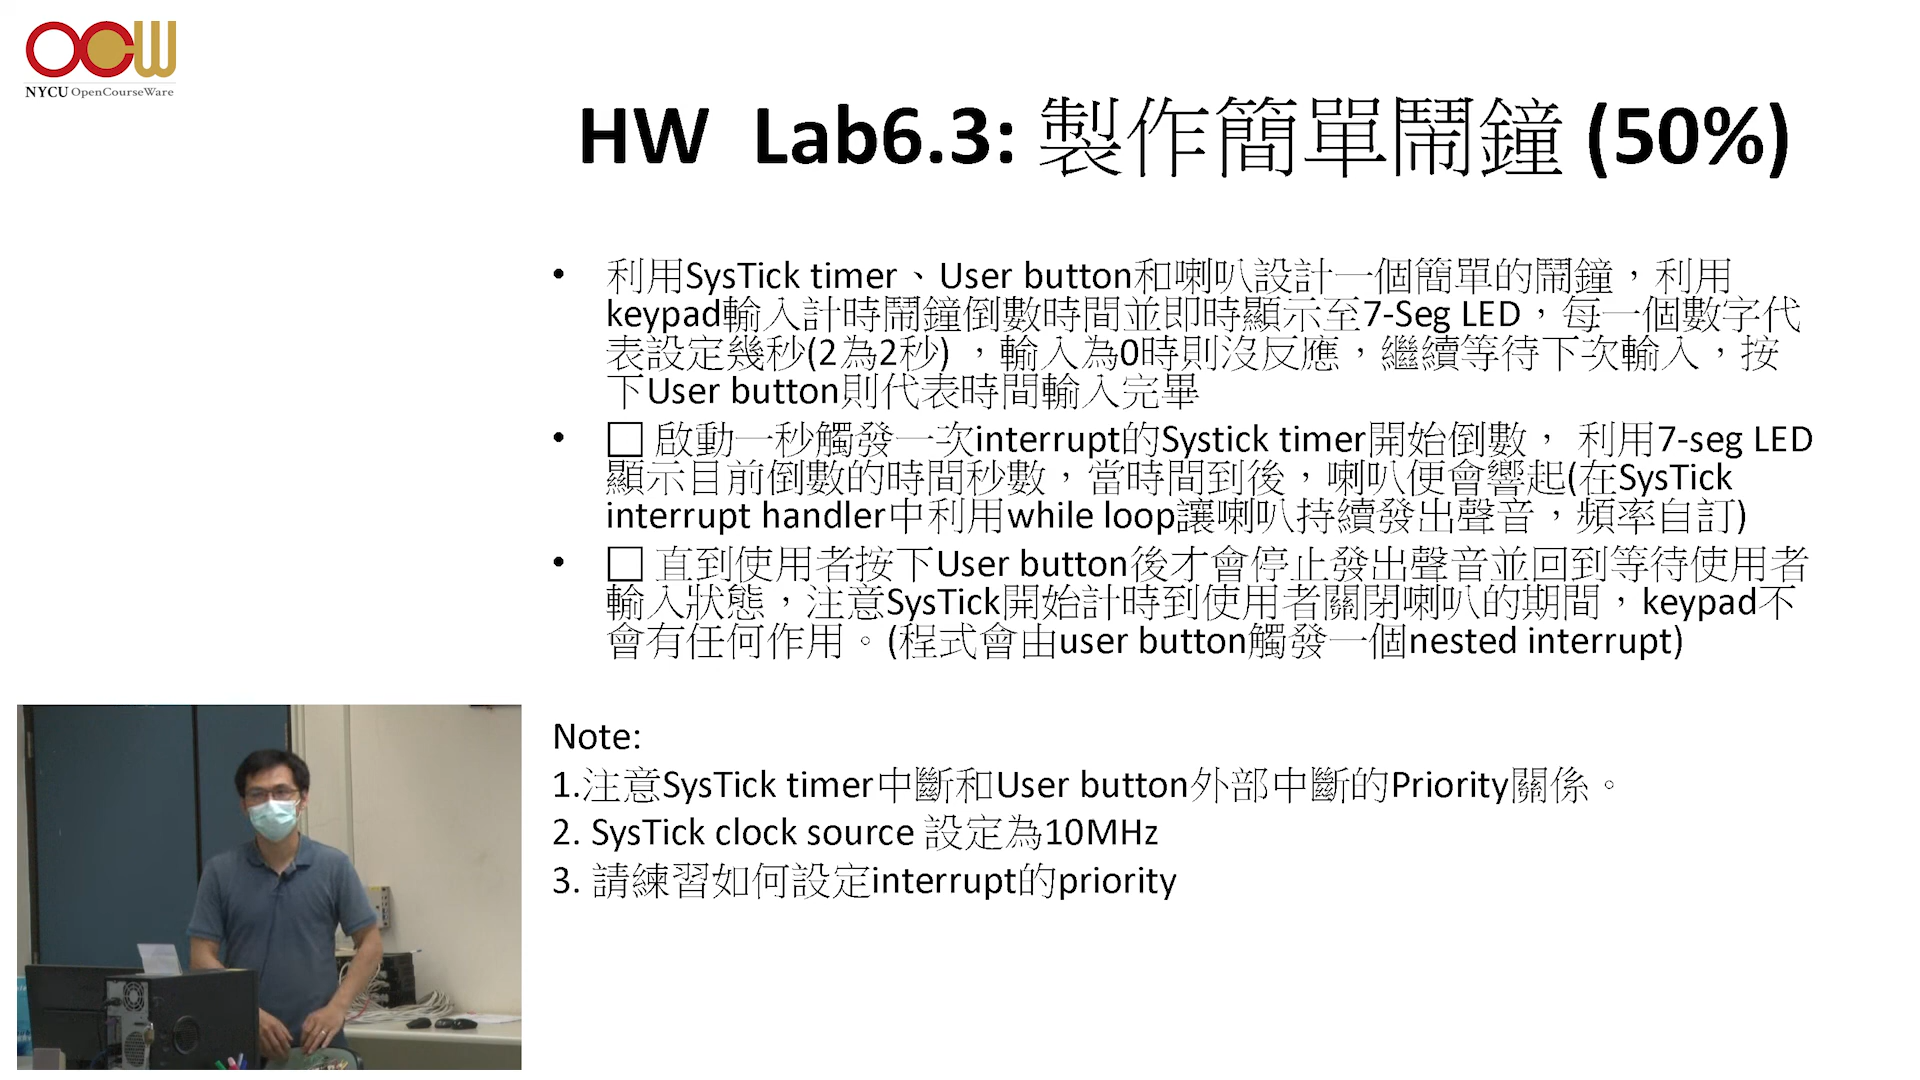 OCW
NYCU OpenCourseWare
HW Lab6.3: 製作簡單鬧鐘 (50%)
• 利用SysTick timer、User button和喇叭設計一個簡單的鬧鐘，利用
keypad輸入計時鬧鐘倒數時間並即時顯示至7-Seg LED，每一個數字代
表設定幾秒(2為2秒) ，輸入為0時則沒反應，繼續等待下次輸入，按
下User button則代表時間輸入完畢
• □ 啟動一秒觸發一次interrupt的Systick timer開始倒數， 利用7-seg LED
顯示目前倒數的時間秒數，當時間到後，喇叭便會響起(在SysTick
interrupt handler中利用while loop讓喇叭持續發出聲音，頻率自訂)
• □ 直到使用者按下User button後才會停止發出聲音並回到等待使用者
輸入狀態，注意SysTick開始計時到使用者關閉喇叭的期間，keypad不
會有任何作用。(程式會由user button觸發一個nested interrupt)
Note:
1.注意SysTick timer中斷和User button外部中斷的Priority關係。
2. SysTick clock source 設定為10MHz
3. 請練習如何設定interrupt的priority